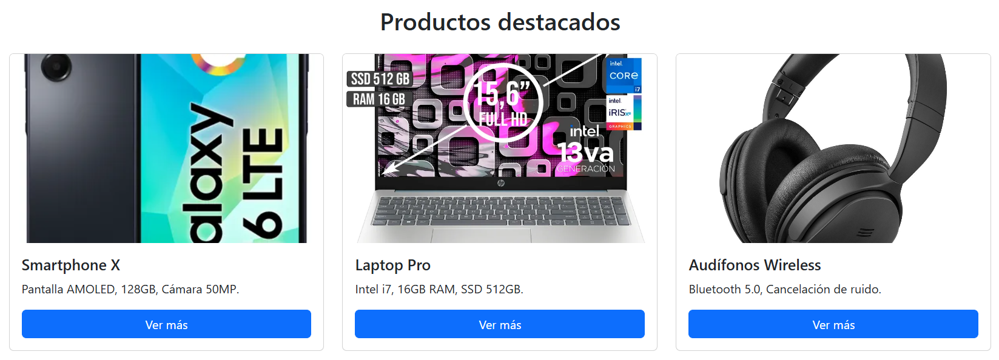 Productos destacados
alaxy
6 LTE
SSD 512 GB
RAM 16 GB
15,6”
FULL HD
intel
13va
GENERACIÓN
hp
intel.
CORE
i7
intel
iRISxe
GRAPHICS
Smartphone X
Pantalla AMOLED, 128GB, Cámara 50MP.
Ver más
Laptop Pro
Intel i7, 16GB RAM, SSD 512GB.
Ver más
Audífonos Wireless
Bluetooth 5.0, Cancelación de ruido.
Ver más